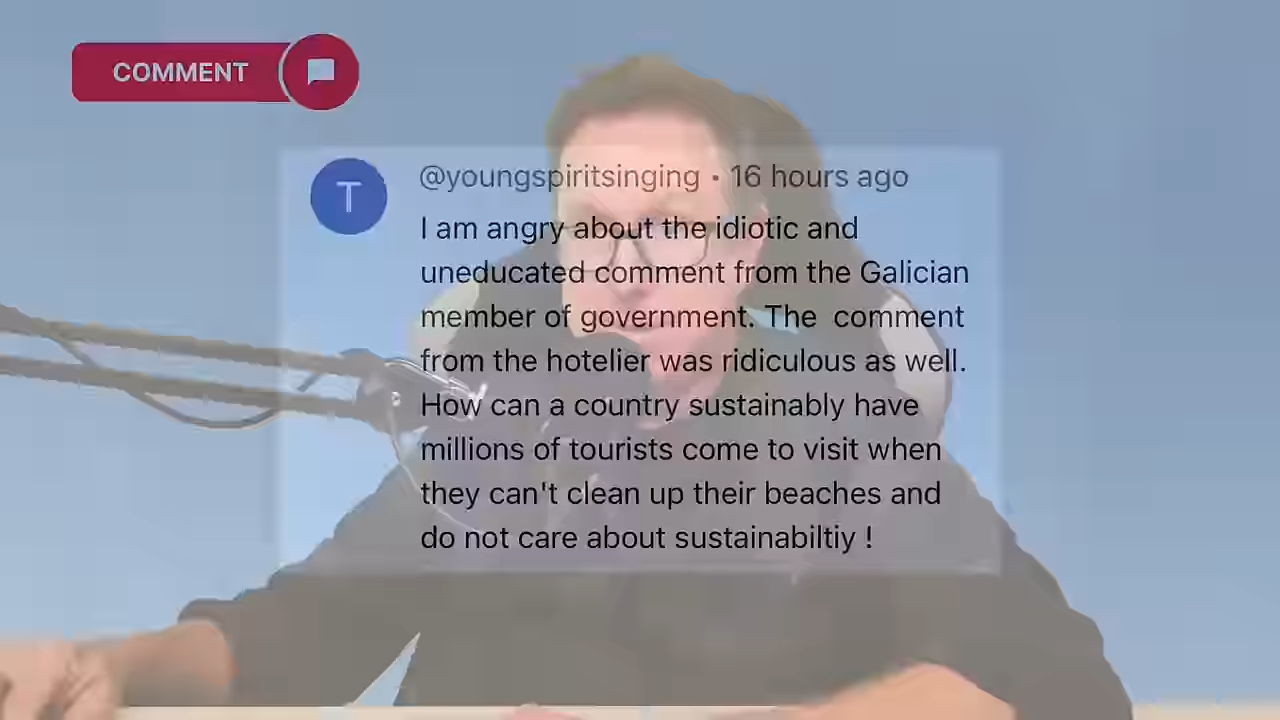 COMMENT
T
@youngspiritsinging • 16 hours ago
I am angry about the idiotic and
uneducated comment from the Galician
member of government. The  comment
from the hotelier was ridiculous as well.
How can a country sustainably have
millions of tourists come to visit when
they can't clean up their beaches and
do not care about sustainabiltiy !